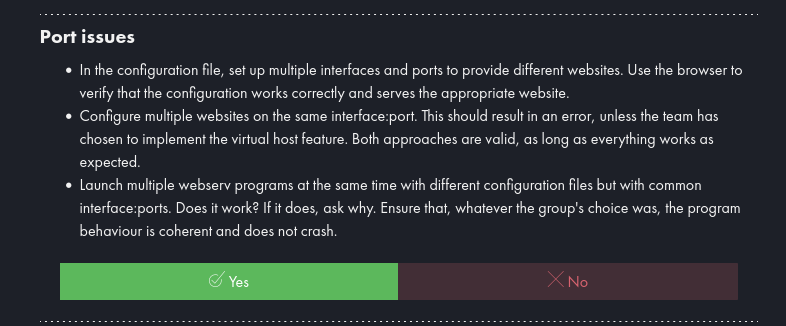 Port issues
• In the configuration file, set up multiple interfaces and ports to provide different websites. Use the browser to
verify that the configuration works correctly and serves the appropriate website.
• Configure multiple websites on the same interface:port. This should result in an error, unless the team has
chosen to implement the virtual host feature. Both approaches are valid, as long as everything works as
expected.
• Launch multiple webserv programs at the same time with different configuration files but with common
interface:ports. Does it work? If it does, ask why. Ensure that, whatever the group's choice was, the program
behaviour is coherent and does not crash.
Yes
No